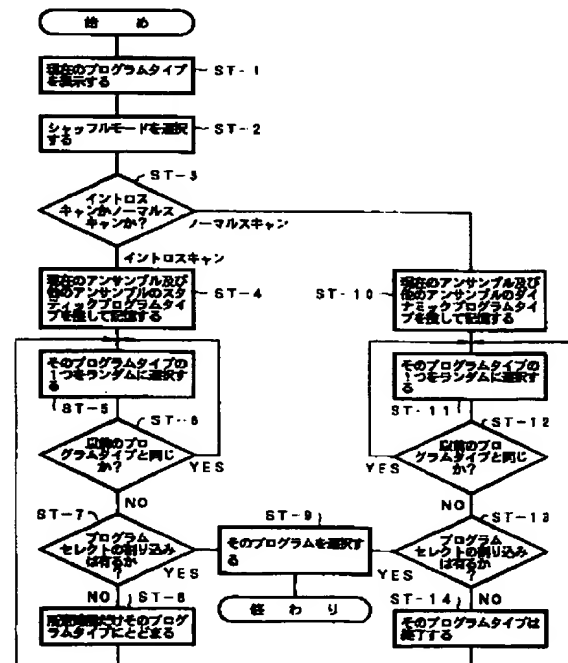 始 め
現在のプログラムタイプ
を表示する
ST-1
シャッフルモードを選択
する
ST-2
ST-3
イントロス
キャンかノーマルス
キャンか?
ノーマルスキャン
イントロスキャン
現在のアンサンブル及び
他のアンサンブルのスタ
ティックプログラムタイ
プを捜して記憶する
ST-4
ST-10
現在のアンサンブル及び
他のアンサンブルのダイ
ナミックプログラムタイ
プを捜して記憶する
そのプログラムタイプの
1つをランダムに選択す
る
ST-5
そのプログラムタイプの
1つをランダムに選択す
る
ST-11
ST-6
以前のプロ
グラムタイプと同じ
か?
YES
NO
ST-12
以前のプロ
グラムタイプと同じ
か?
YES
NO
ST-7
プログラム
セレクトの割り込み
は有るか
?
YES
NO
ST-9
そのプログラムを選択す
る
終 わ り
ST-13
プログラム
セレクトの割り込み
は有るか
?
YES
NO
ST-8
だけそのプロ
グラムタイプにとどまる
ST-14
そのプログラムタイプは
終了する